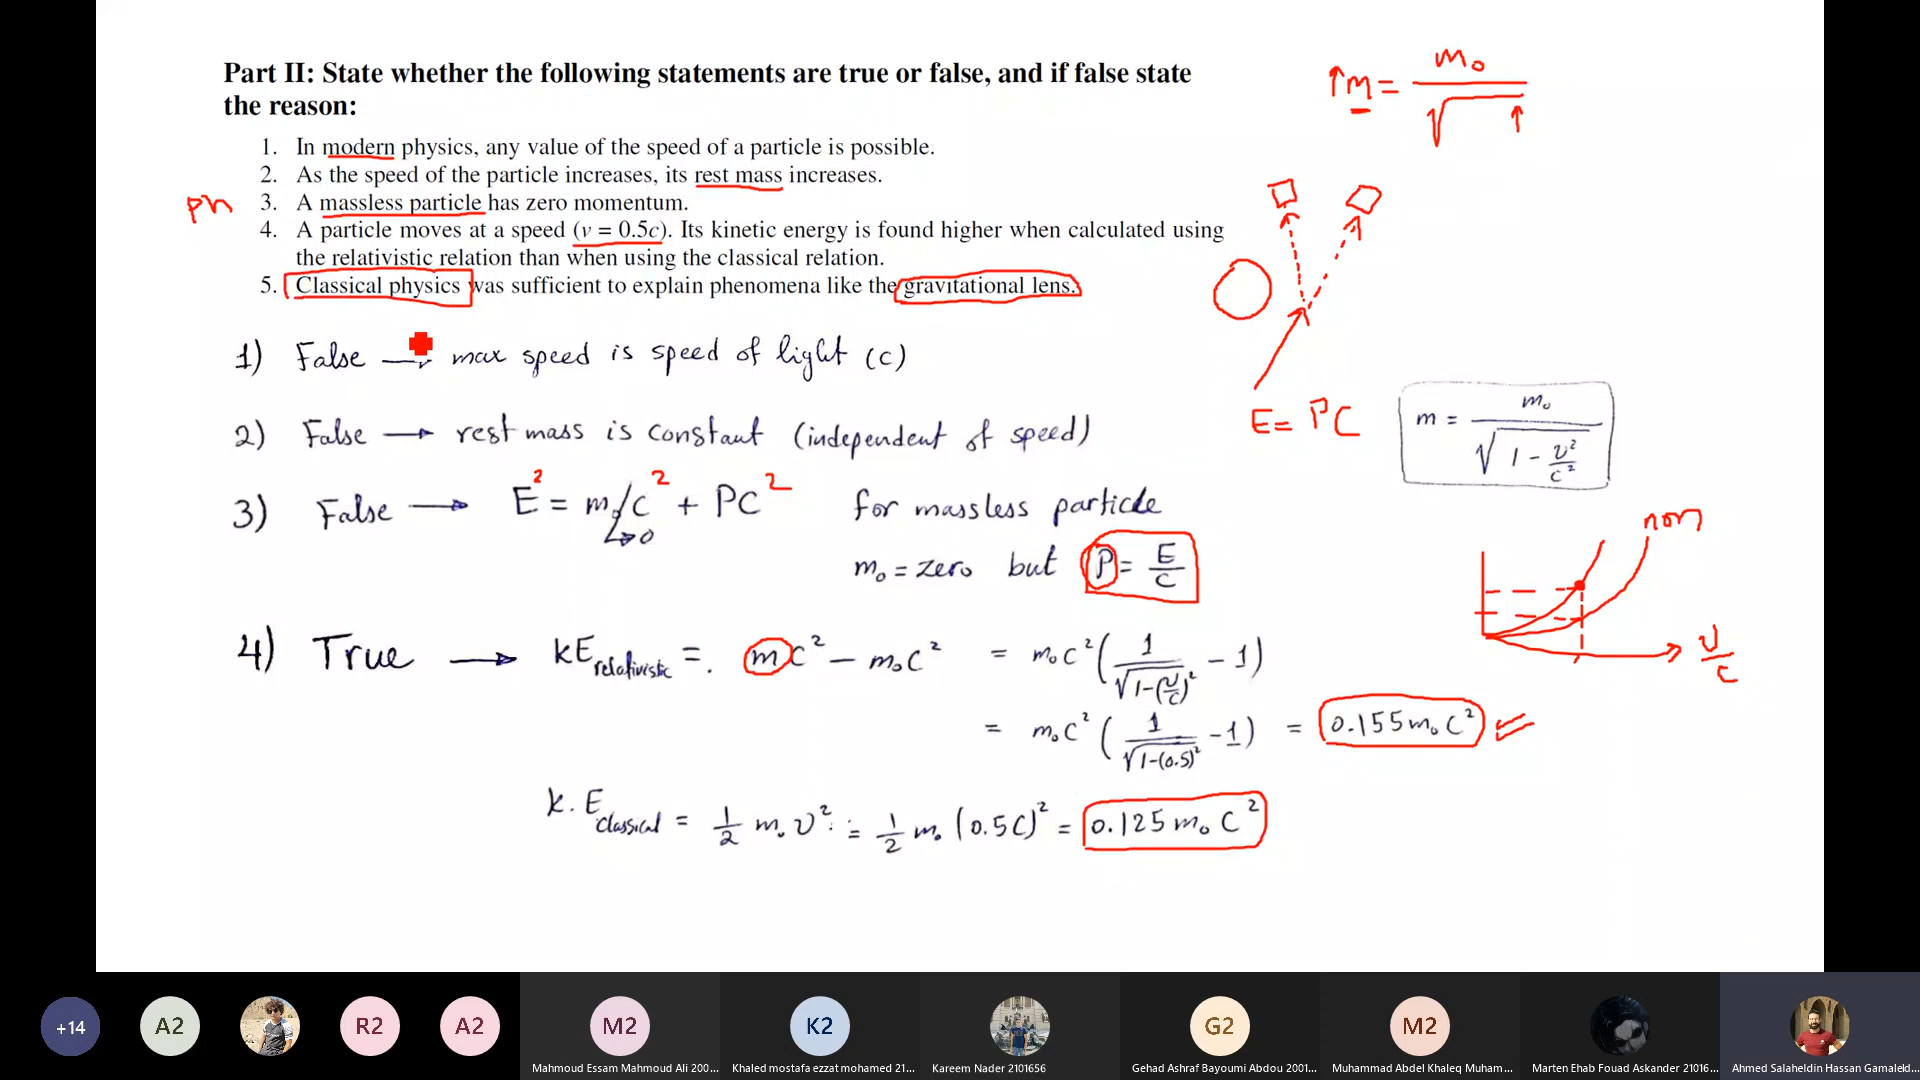 Part II: State whether the following statements are true or false, and if false state
the reason:
1. In modern physics, any value of the speed of a particle is possible.
2. As the speed of the particle increases, its rest mass increases.
3. A massless particle has zero momentum.
4. A particle moves at a speed (v = 0.5c). Its kinetic energy is found higher when calculated using
the relativistic relation than when using the classical relation.
5. Classical physics was sufficient to explain phenomena like the gravitational lens.
Ph
↑m = m₀ / √ ↑
1) False → max speed is speed of light (c)
E = PC
m = m₀ / √(1 - v²/c²)
2) False → rest mass is constant (independent of speed)
3) False → E² = m₀c² + PC² for massless particle
→0
m₀ = zero but P = E/C
non
v/c
4) True → kE relativistic =. mc² - m₀c² = m₀c² (1/√(1-(v/c)²) - 1)
= m₀c² (1/√(1-(0.5)²) - 1) = 0.155 m₀c²
k.E classical = 1/2 m₀v² = 1/2 m₀ (0.5C)² = 0.125 m₀C²
+14
A2
R2
A2
M2
K2
G2
M2
Mahmoud Essam Mahmoud Ali 200...
Khaled mostafa ezzat mohamed 21...
Kareem Nader 2101656
Gehad Ashraf Bayoumi Abdou 2001...
Muhammad Abdel Khaleq Muham...
Marten Ehab Fouad Askander 21016...
Ahmed Salaheldin Hassan Gamaleld...